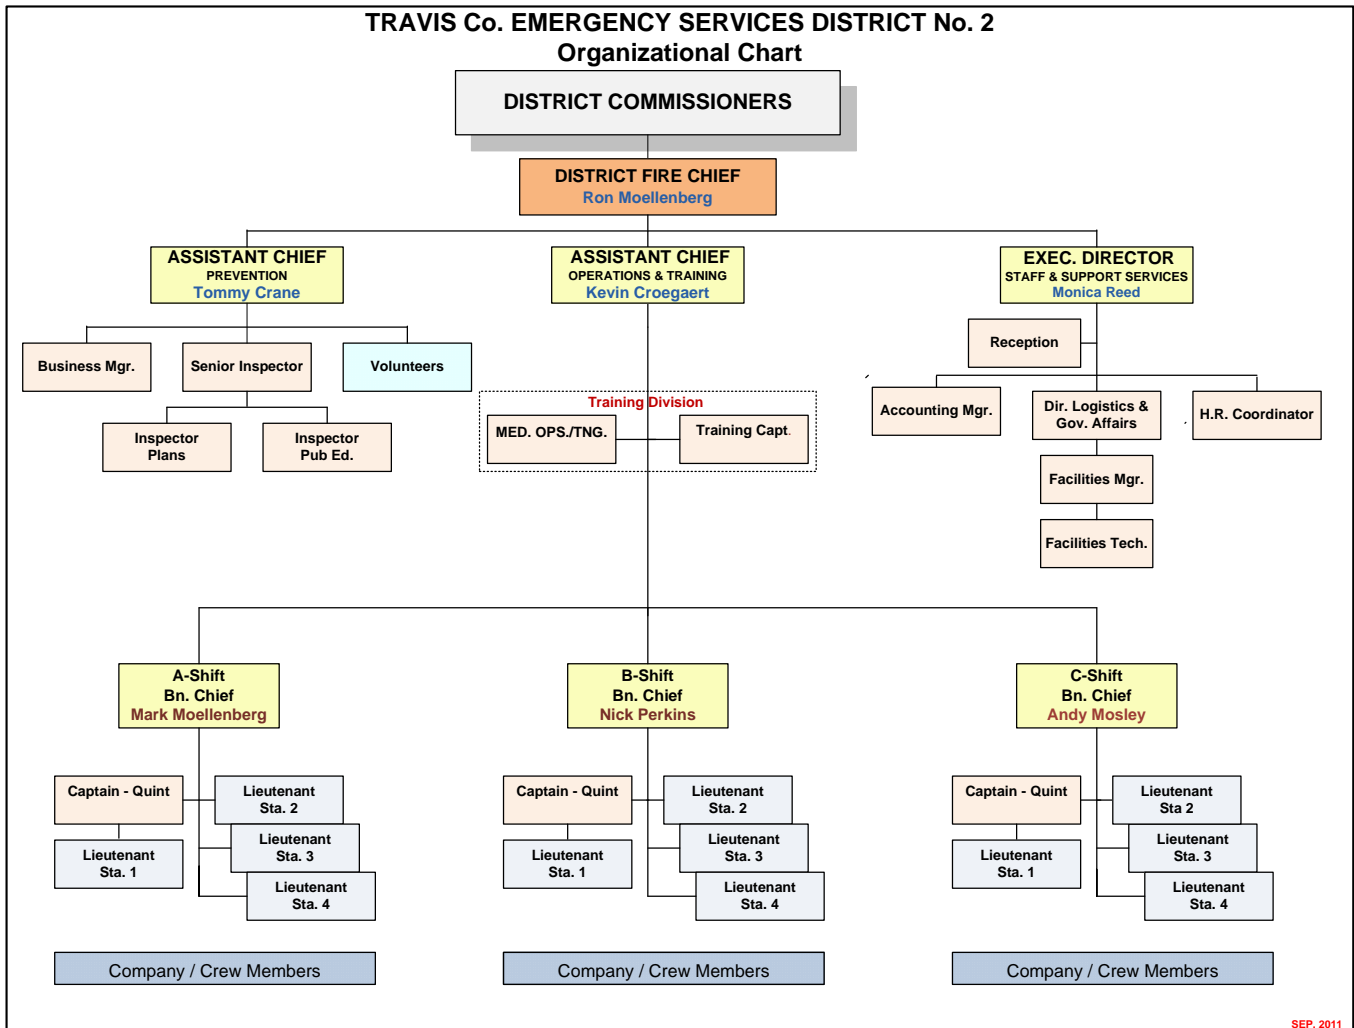 TRAVIS Co. EMERGENCY SERVICES DISTRICT No. 2
Organizational Chart
DISTRICT COMMISSIONERS
DISTRICT FIRE CHIEF
Ron Moellenberg
ASSISTANT CHIEF
PREVENTION
Tommy Crane
ASSISTANT CHIEF
OPERATIONS & TRAINING
Kevin Croegaert
EXEC. DIRECTOR
STAFF & SUPPORT SERVICES
Monica Reed
Business Mgr.
Senior Inspector
Volunteers
Inspector
Plans
Inspector
Pub Ed.
Training Division
MED. OPS./TNG.
Training Capt.
Reception
Accounting Mgr.
Dir. Logistics &
Gov. Affairs
H.R. Coordinator
Facilities Mgr.
Facilities Tech.
A-Shift
Bn. Chief
Mark Moellenberg
B-Shift
Bn. Chief
Nick Perkins
C-Shift
Bn. Chief
Andy Mosley
Captain - Quint
Lieutenant
Sta. 2
Lieutenant
Sta. 1
Lieutenant
Sta. 3
Lieutenant
Sta. 4
Captain - Quint
Lieutenant
Sta. 2
Lieutenant
Sta. 1
Lieutenant
Sta. 3
Lieutenant
Sta. 4
Captain - Quint
Lieutenant
Sta 2
Lieutenant
Sta. 1
Lieutenant
Sta. 3
Lieutenant
Sta. 4
Company / Crew Members
Company / Crew Members
Company / Crew Members
SEP. 2011